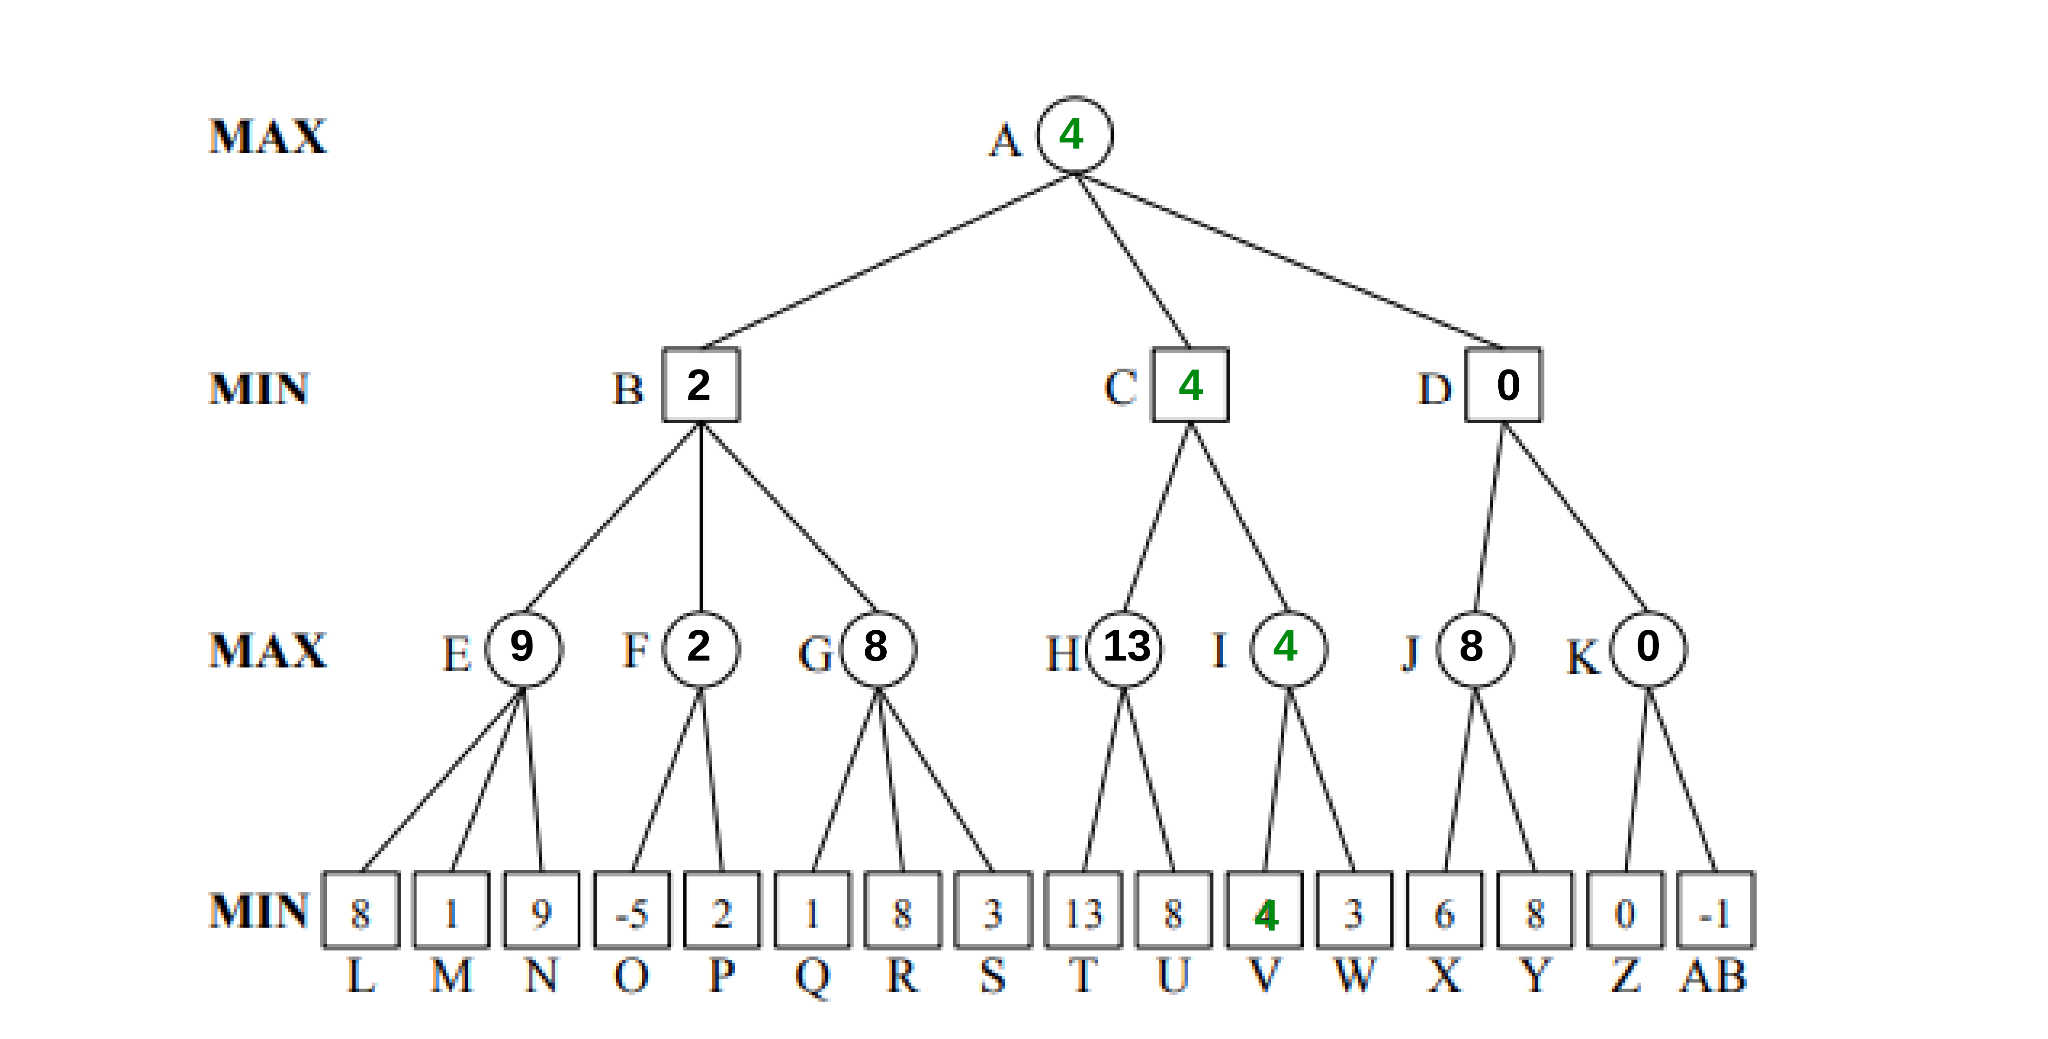 MAX A 4
MIN B 2 C 4 D 0
MAX E 9 F 2 G 8 H 13 I 4 J 8 K 0
MIN 8 1 9 -5 2 1 8 3 13 8 4 3 6 8 0 -1
L M N O P Q R S T U V W X Y Z AB